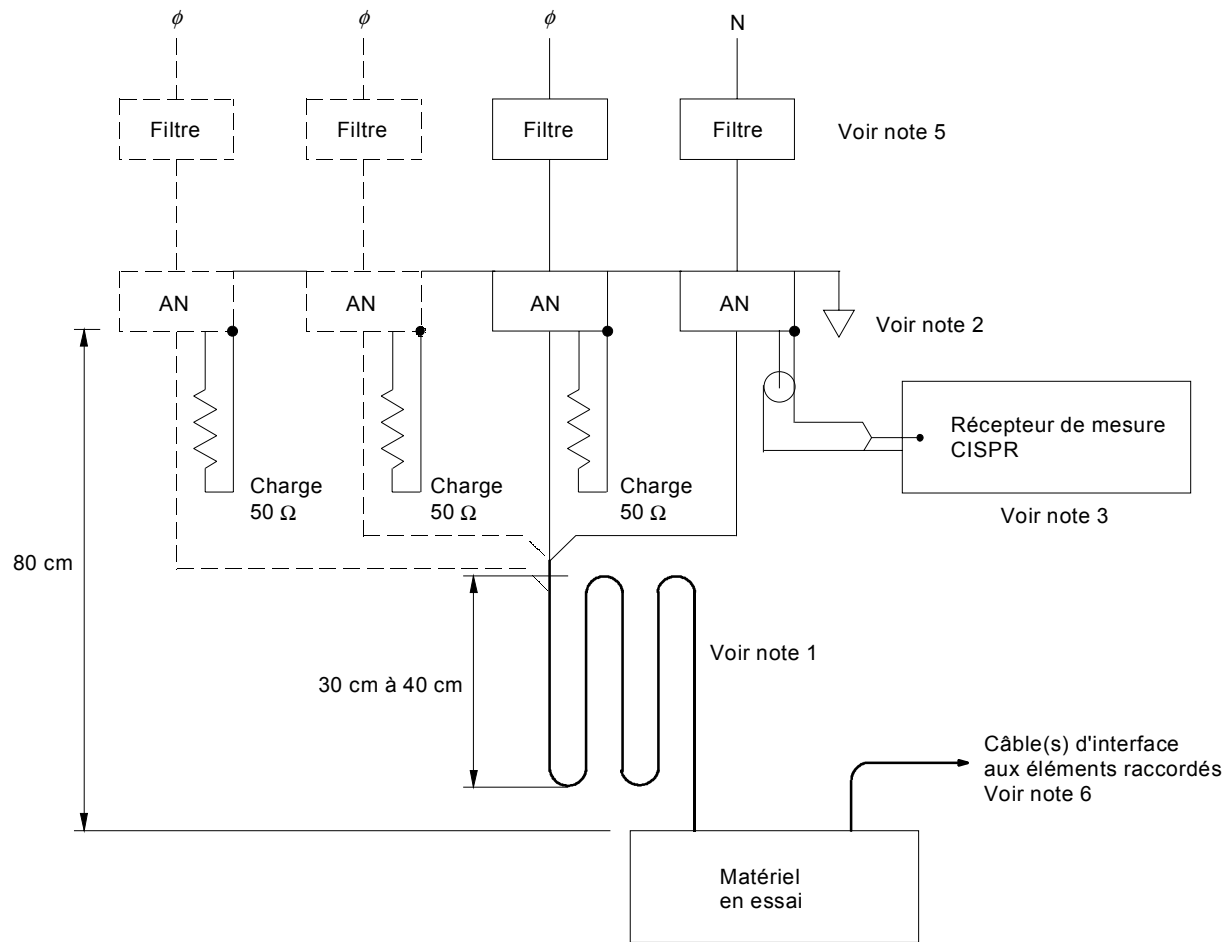 ϕ ϕ ϕ N
Filtre Filtre Filtre Filtre Voir note 5
AN AN AN AN
Voir note 2
Récepteur de mesure
CISPR
Charge
50 Ω
Charge
50 Ω
Charge
50 Ω
Voir note 3
80 cm
30 cm à 40 cm
Voir note 1
Câble(s) d'interface
aux éléments raccordés
Voir note 6
Matériel
en essai